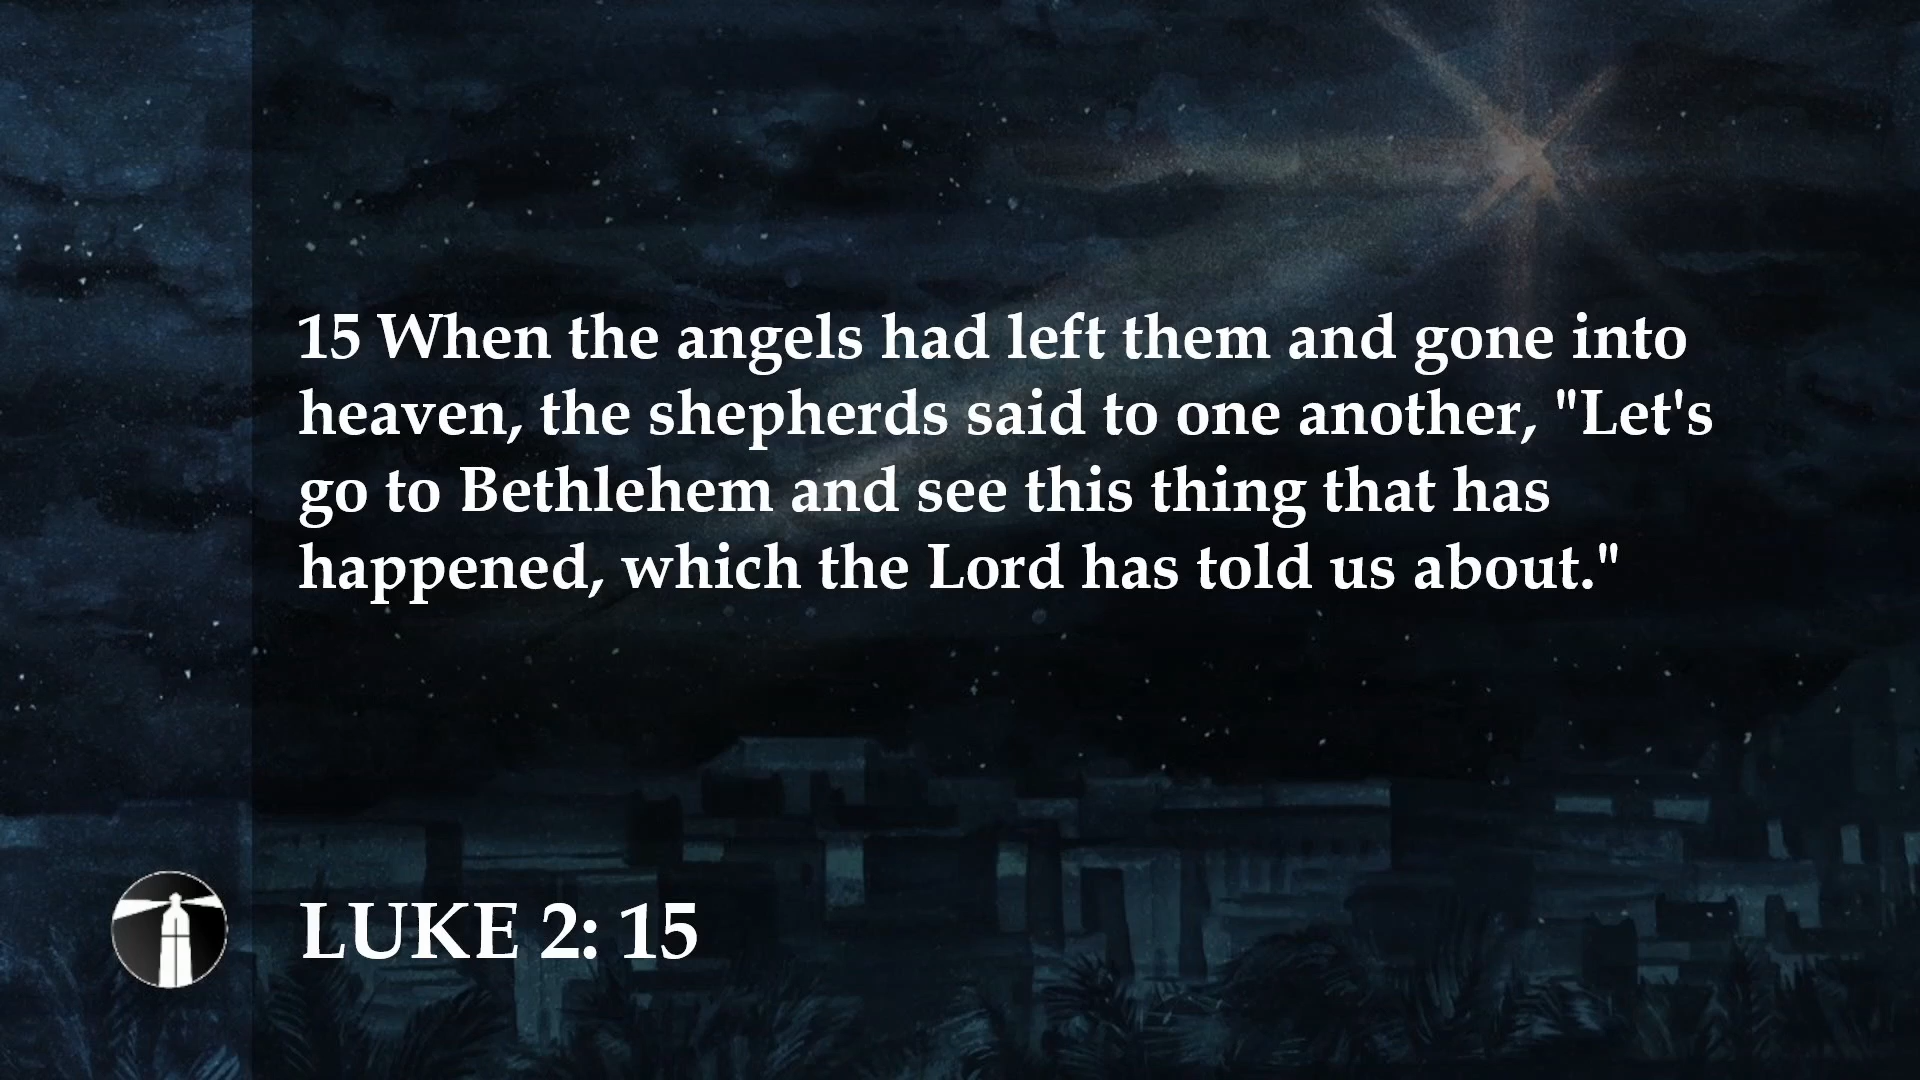 15 When the angels had left them and gone into
heaven, the shepherds said to one another, "Let's
go to Bethlehem and see this thing that has
happened, which the Lord has told us about."
LUKE 2: 15